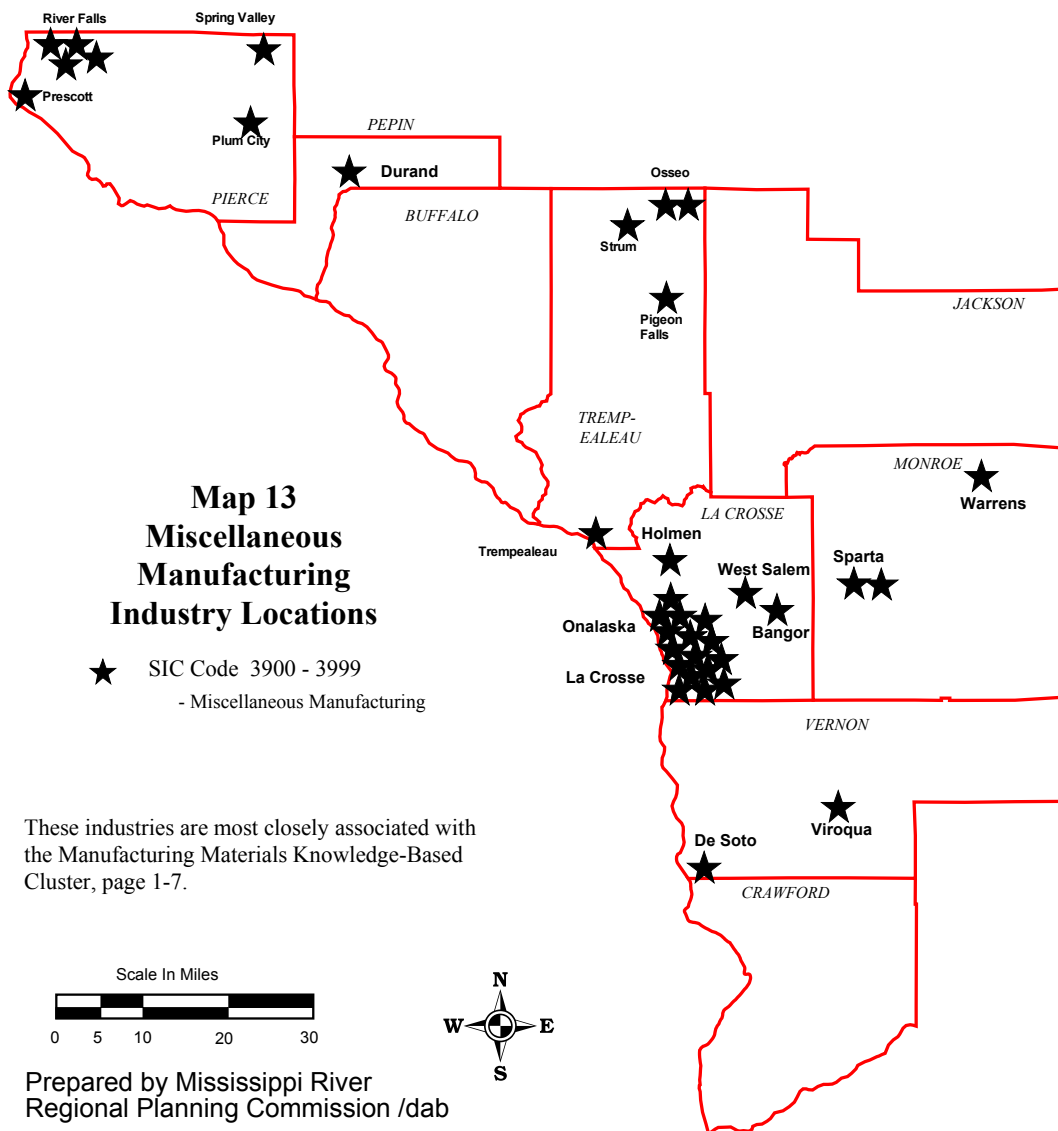 River Falls
Spring Valley
Prescott
Plum City
PEPIN
Durand
PIERCE
BUFFALO
Osseo
Strum
JACKSON
Pigeon
Falls
TREMP-
EALEAU
MONROE
Warrens
Map 13
Miscellaneous
Manufacturing
Industry Locations
LA CROSSE
Trempealeau
Holmen
West Salem
Sparta
Onalaska
Bangor
La Crosse
SIC Code 3900 - 3999
- Miscellaneous Manufacturing
VERNON
These industries are most closely associated with
the Manufacturing Materials Knowledge-Based
Cluster, page 1-7.
Viroqua
De Soto
CRAWFORD
Scale In Miles
0 5 10 20 30
N
W E
S
Prepared by Mississippi River
Regional Planning Commission /dab